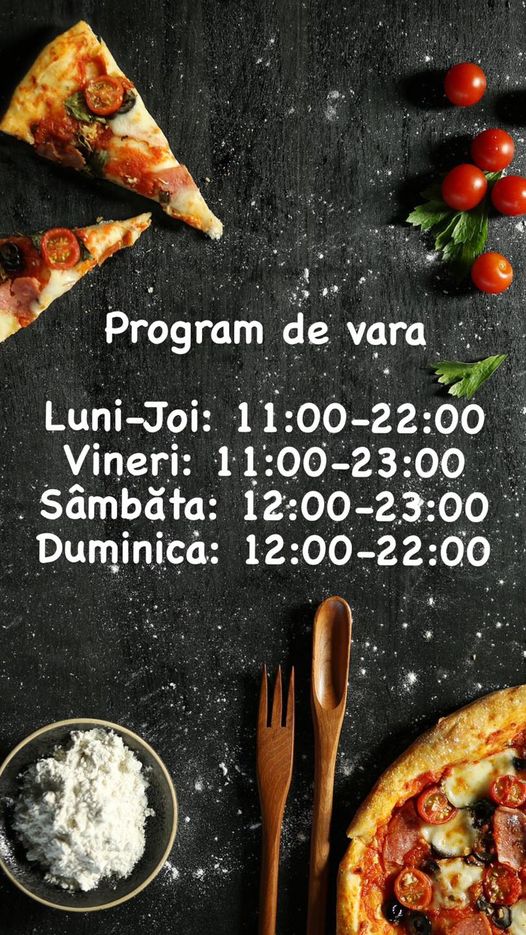 Program de vara
Luni-Joi: 11:00-22:00
Vineri: 11:00-23:00
Sâmbăta: 12:00-23:00
Duminica: 12:00-22:00